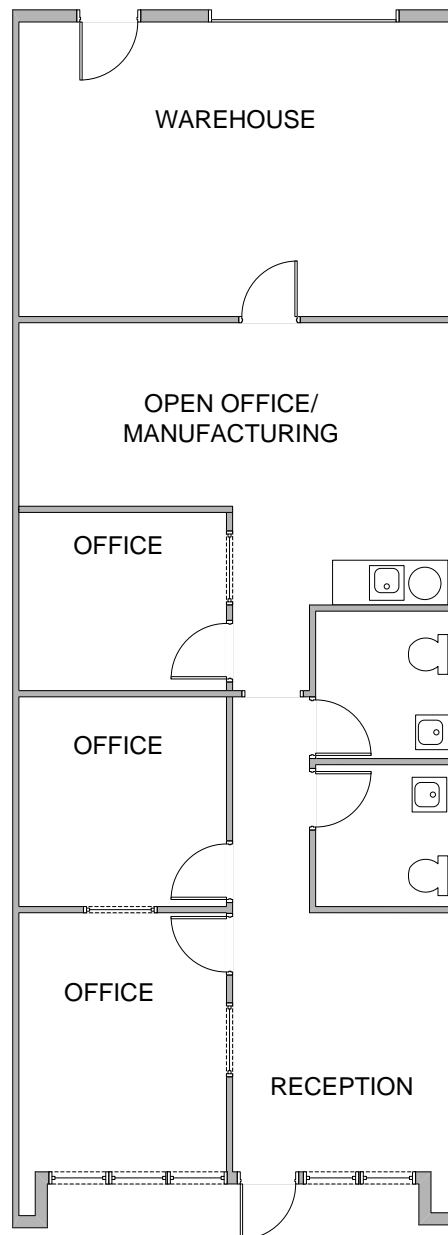 WAREHOUSE
OPEN OFFICE/
MANUFACTURING
OFFICE
OFFICE
OFFICE
RECEPTION